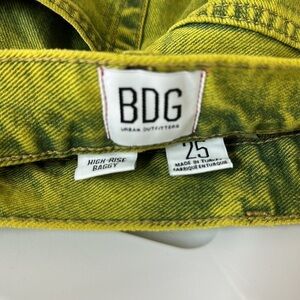 BDG
URBAN OUTFITTERS
HIGH-RISE
BAGGY
25
MADE IN TURKEY
FABRIQUÉ EN TURQUIE